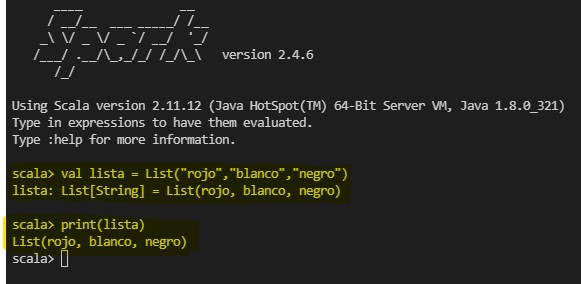 ____              __
     / __/__  ___ _____/ /__
    _\ \/ _ \/ _ `/ __/  '_/
   /___/ .__/\_,_/_/ /_/\_\   version 2.4.6
      /_/
Using Scala version 2.11.12 (Java HotSpot(TM) 64-Bit Server VM, Java 1.8.0_321)
Type in expressions to have them evaluated.
Type :help for more information.
scala> val lista = List("rojo","blanco","negro")
lista: List[String] = List(rojo, blanco, negro)
scala> print(lista)
List(rojo, blanco, negro)
scala>